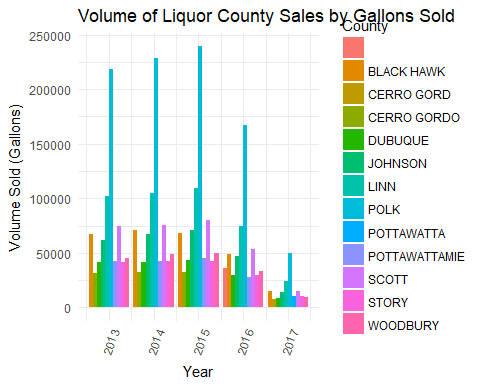 Volume of Liquor County Sales by Gallons Sold
County
BLACK HAWK
CERRO GORD
CERRO GORDO
DUBUQUE
JOHNSON
LINN
POLK
POTTAWATTA
POTTAWATTAMIE
SCOTT
STORY
WOODBURY
Volume Sold (Gallons)
250000
200000
150000
100000
50000
0
2013
2014
2015
2016
2017
Year